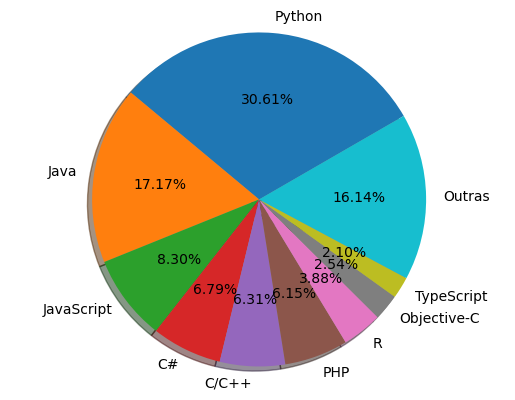 Python
30.61%
Java
17.17%
Outras
16.14%
JavaScript
8.30%
C#
6.79%
C/C++
6.31%
PHP
6.15%
R
3.88%
Objective-C
2.54%
TypeScript
2.10%